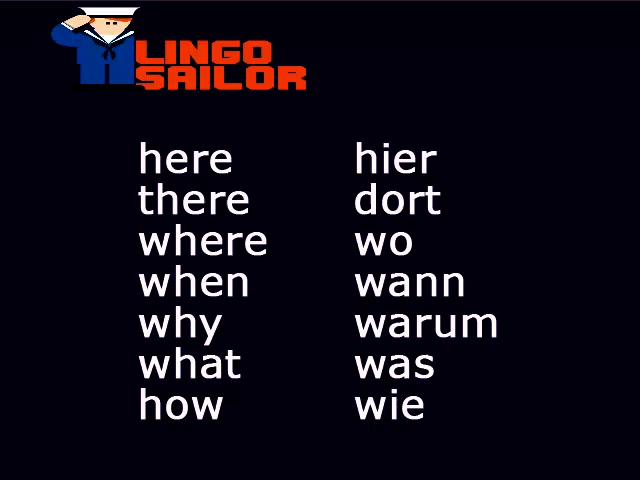 LINGO
SAILOR
here hier
there dort
where wo
when wann
why warum
what was
how wie